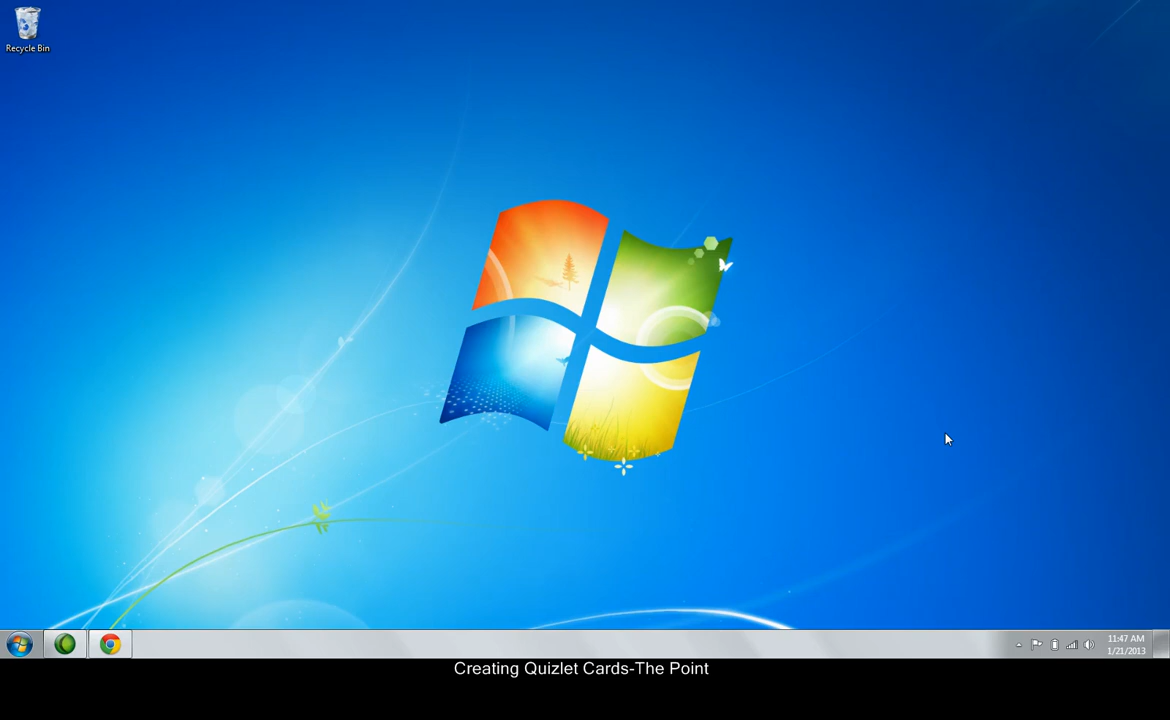 Recycle Bin
11:47 AM
1/21/2013
Creating Quizlet Cards-The Point